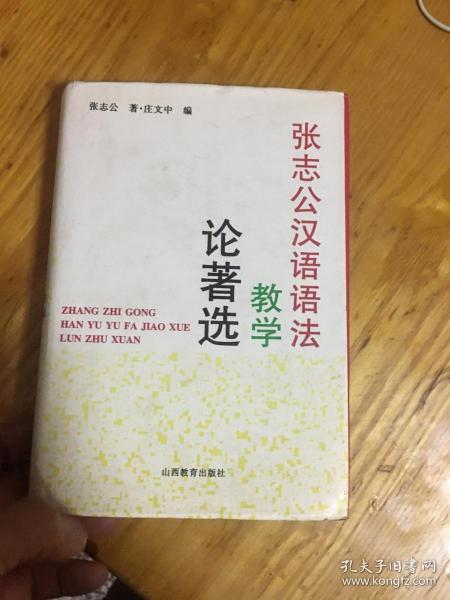 张志公 著·庄文中 编
张志公汉语语法
教学
论著选
ZHANG ZHI GONG
HAN YU YU FA JIAO XUE
LUN ZHU XUAN
山西教育出版社
孔夫子旧书网
www.kongfz.com